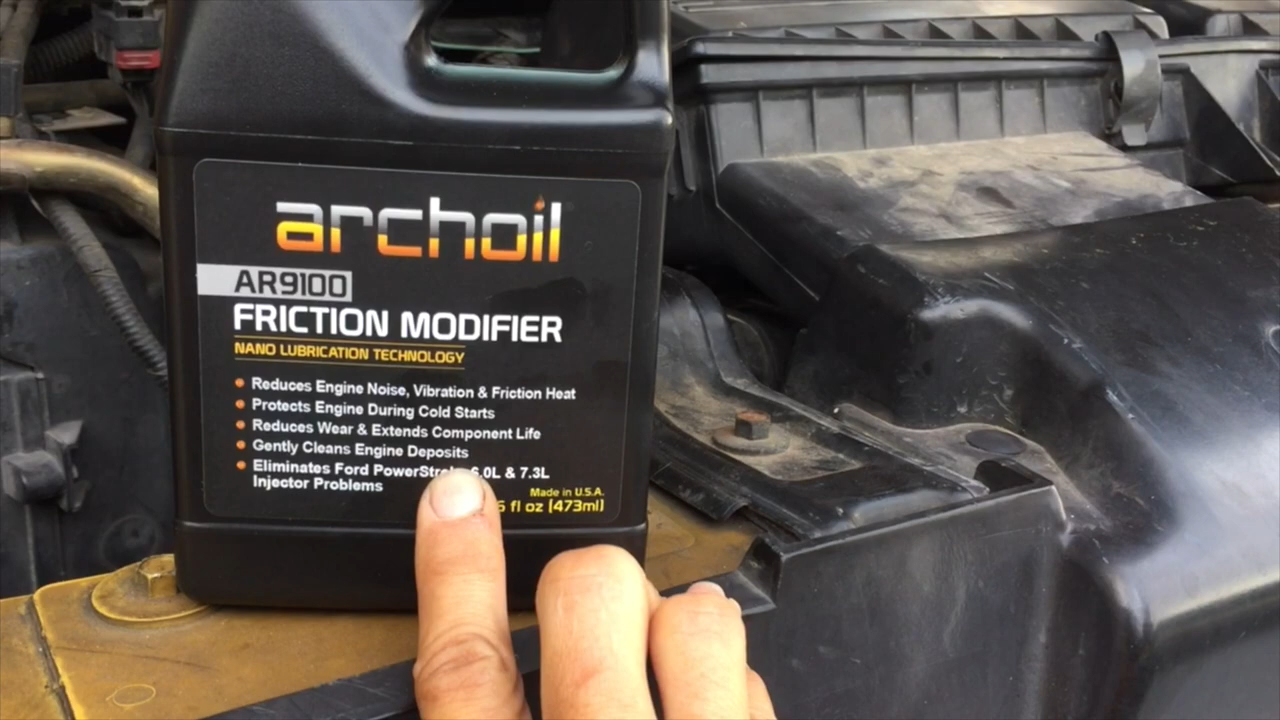 archoil
AR9100
FRICTION MODIFIER
NANO LUBRICATION TECHNOLOGY
Reduces Engine Noise, Vibration & Friction Heat
Protects Engine During Cold Starts
Reduces Wear & Extends Component Life
Gently Cleans Engine Deposits
Eliminates Ford 6.0L & 7.3L
Injector Problems
Made in U.S.A.
fl oz (473ml)